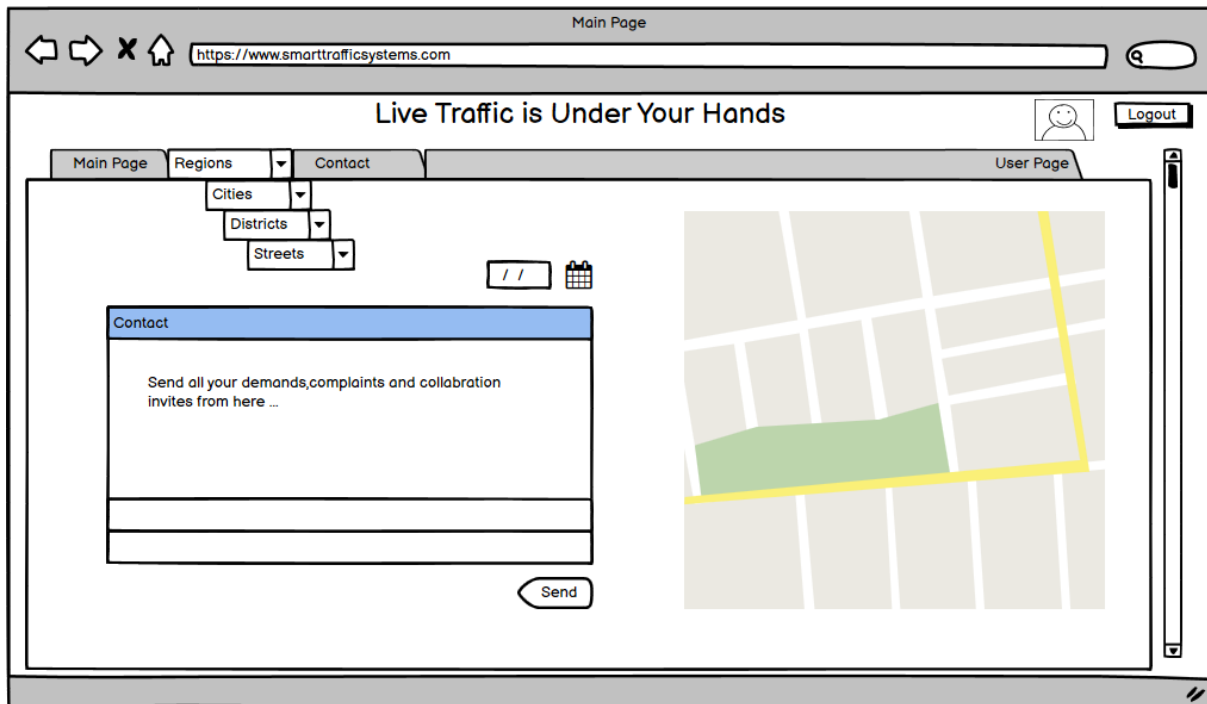 Main Page
https://www.smarttrafficsystems.com
Live Traffic is Under Your Hands
Logout
Main Page
Regions
Contact
User Page
Cities
Districts
Streets
/ /
Contact
Send all your demands,complaints and collabration
invites from here ...
Send